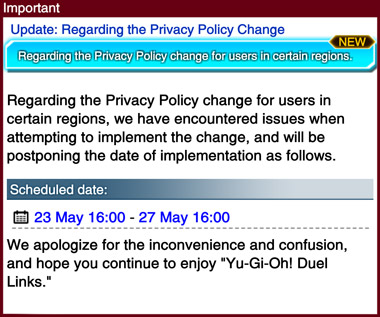 Important
Update: Regarding the Privacy Policy Change
NEW
Regarding the Privacy Policy change for users in certain regions.
Regarding the Privacy Policy change for users in
certain regions, we have encountered issues when
attempting to implement the change, and will be
postponing the date of implementation as follows.
Scheduled date:
23 May 16:00 - 27 May 16:00
We apologize for the inconvenience and confusion,
and hope you continue to enjoy "Yu-Gi-Oh! Duel
Links."